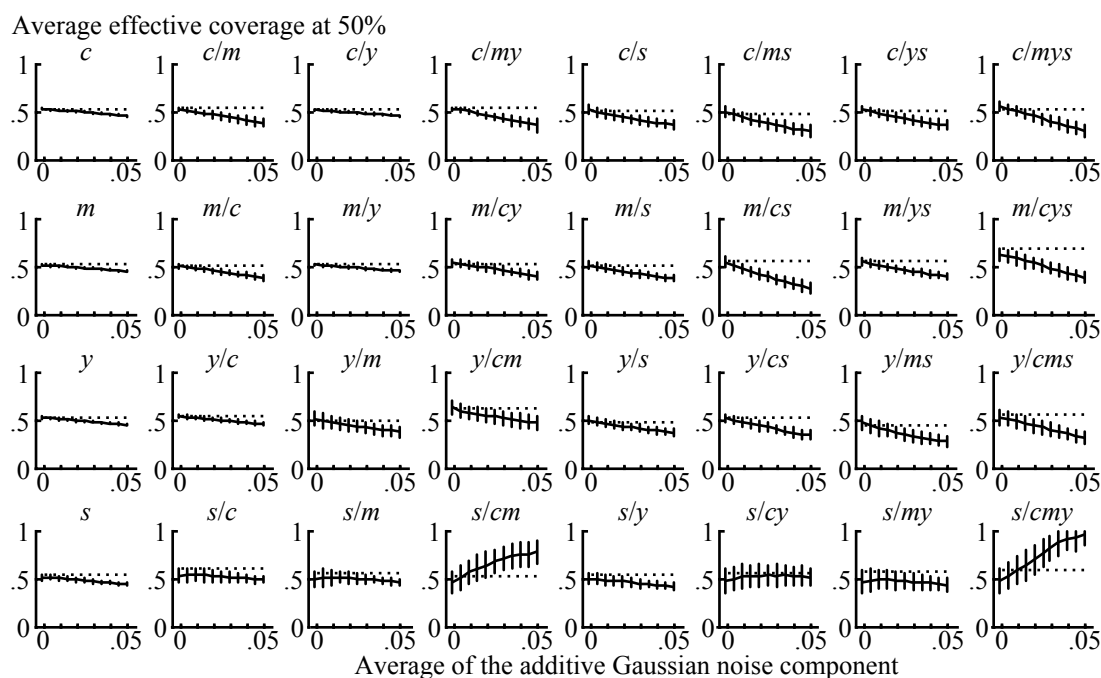 Average effective coverage at 50%
c c/m c/y c/my c/s c/ms c/ys c/mys
1 1 1 1 1 1 1 1
.5 .5 .5 .5 .5 .5 .5 .5
0 0 0 0 0 0 0 0
0 .05 0 .05 0 .05 0 .05 0 .05 0 .05 0 .05 0 .05
m m/c m/y m/cy m/s m/cs m/ys m/cys
1 1 1 1 1 1 1 1
.5 .5 .5 .5 .5 .5 .5 .5
0 0 0 0 0 0 0 0
0 .05 0 .05 0 .05 0 .05 0 .05 0 .05 0 .05 0 .05
y y/c y/m y/cm y/s y/cs y/ms y/cms
1 1 1 1 1 1 1 1
.5 .5 .5 .5 .5 .5 .5 .5
0 0 0 0 0 0 0 0
0 .05 0 .05 0 .05 0 .05 0 .05 0 .05 0 .05 0 .05
s s/c s/m s/cm s/y s/cy s/my s/cmy
1 1 1 1 1 1 1 1
.5 .5 .5 .5 .5 .5 .5 .5
0 0 0 0 0 0 0 0
0 .05 0 .05 0 .05 0 .05 0 .05 0 .05 0 .05 0 .05
Average of the additive Gaussian noise component